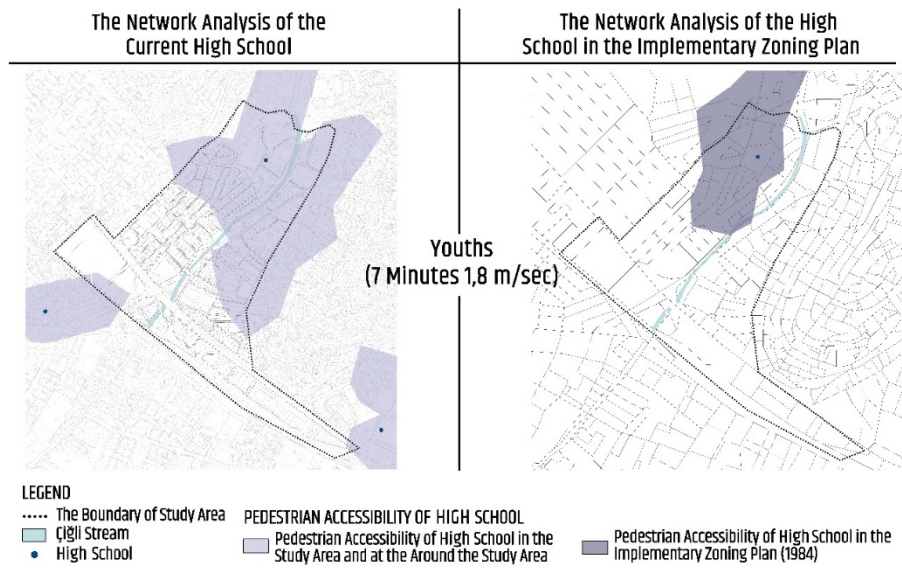 The Network Analysis of the
Current High School
The Network Analysis of the High
School in the Implementary Zoning Plan
Youths
(7 Minutes 1,8 m/sec)
LEGEND
The Boundary of Study Area
Çiğli Stream
High School
PEDESTRIAN ACCESSIBILITY OF HIGH SCHOOL
Pedestrian Accessibility of High School in the
Study Area and at the Around the Study Area
Pedestrian Accessibility of High School in the
Implementary Zoning Plan (1984)